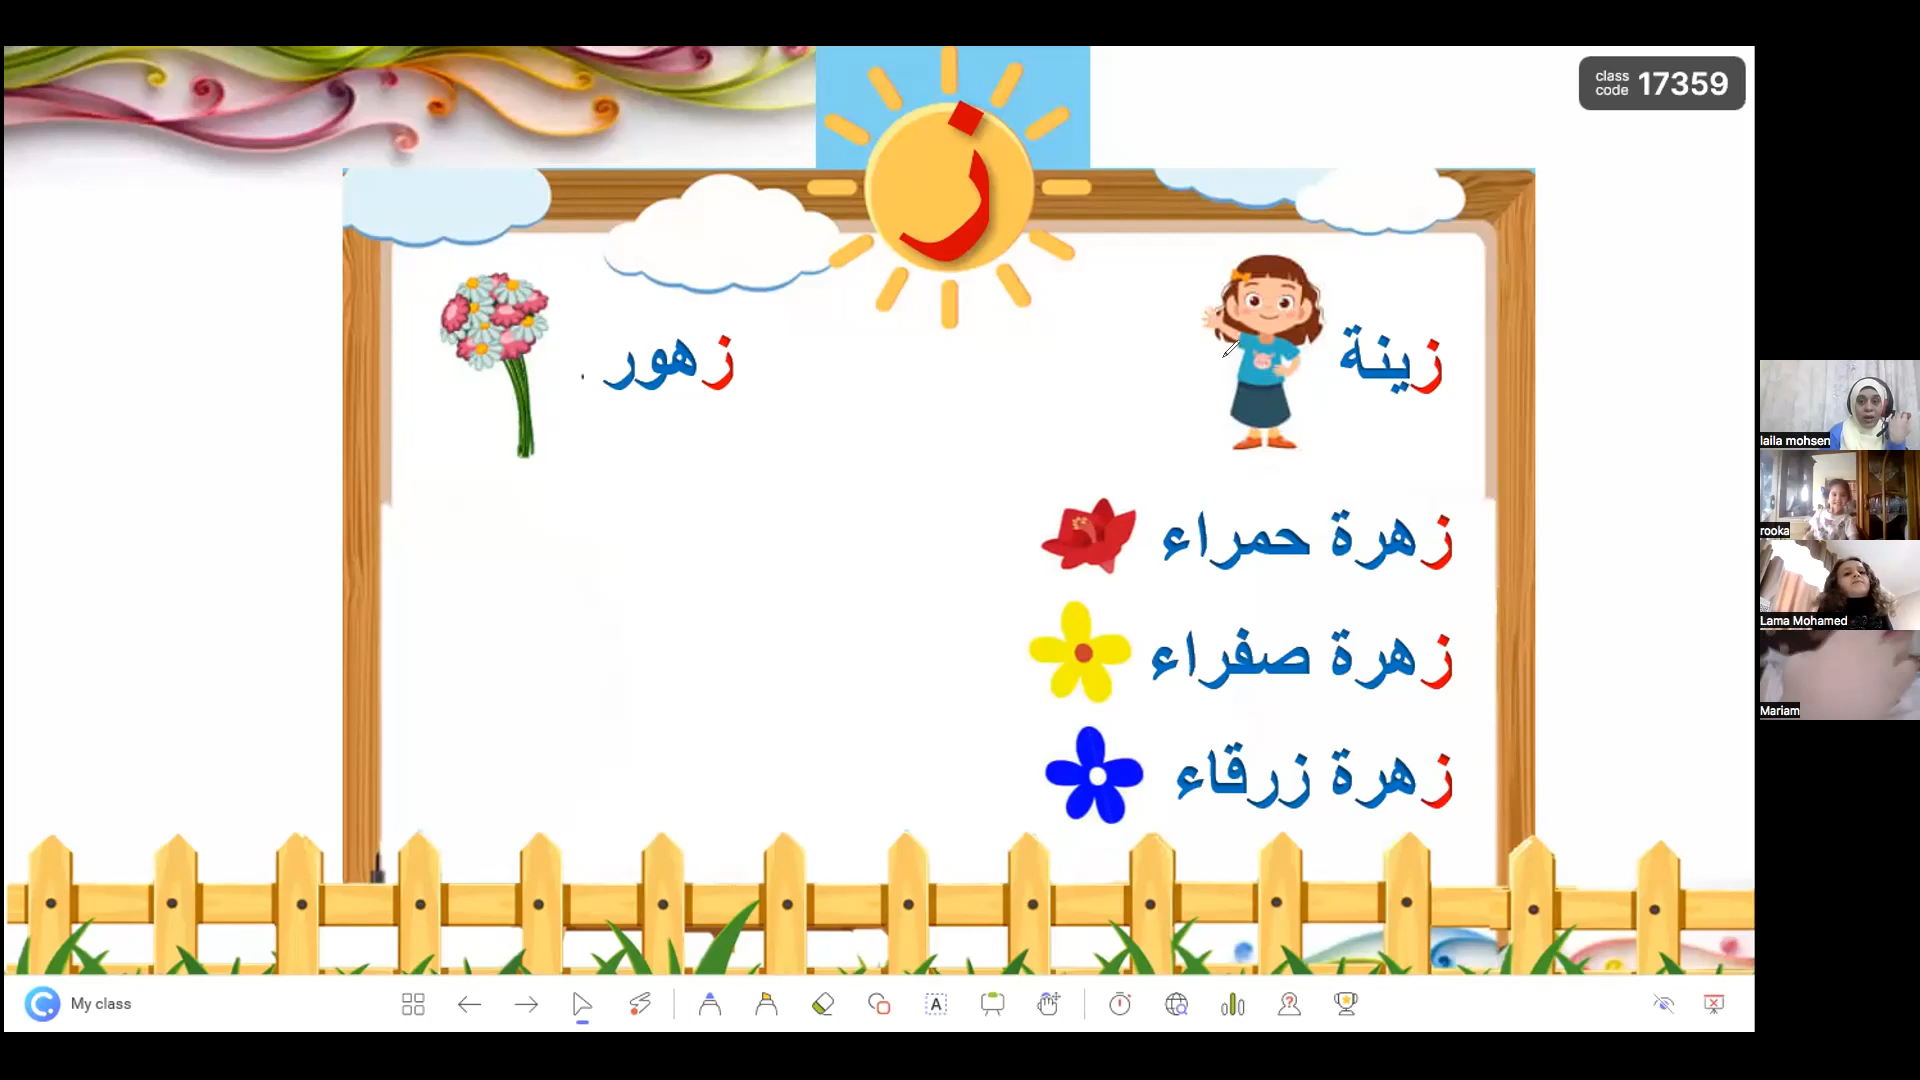 class code 17359
ز
زينة
زهور .
زهرة حمراء
زهرة صفراء
زهرة زرقاء
laila mohsen
rooka
Lama Mohamed
Mariam
My class
A